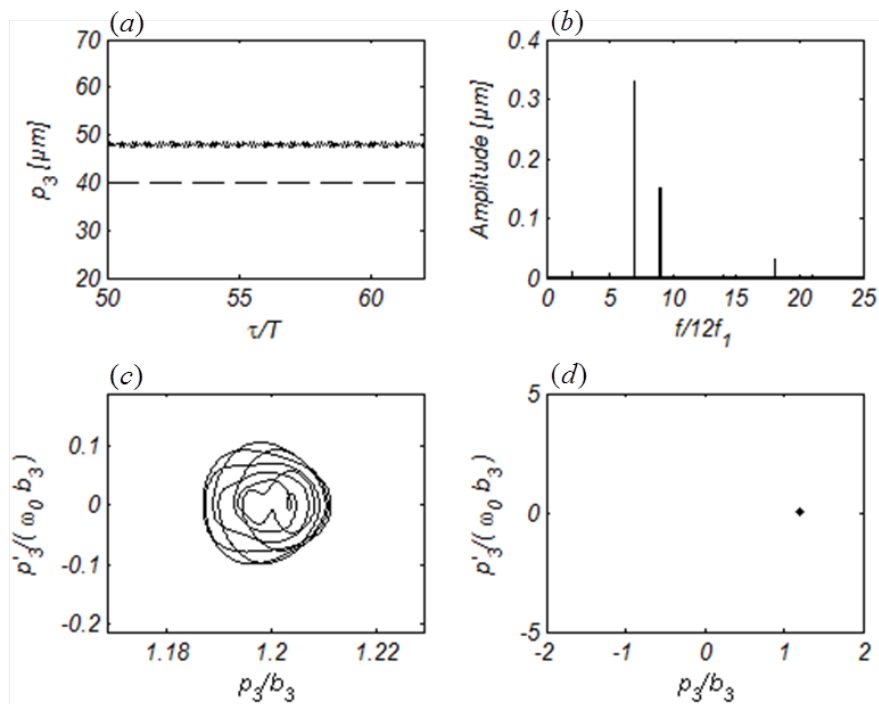 (a)
70
60
50
40
30
20
p3 [μm]
50 55 60
τ/T
(b)
0.4
0.3
0.2
0.1
0
Amplitude [μm]
0 5 10 15 20 25
f/12f1
(c)
0.1
0
-0.1
-0.2
p'3/( ω0 b3)
1.18 1.2 1.22
p3/b3
(d)
5
0
-5
p'3/( ω0 b3)
-2 -1 0 1 2
p3/b3